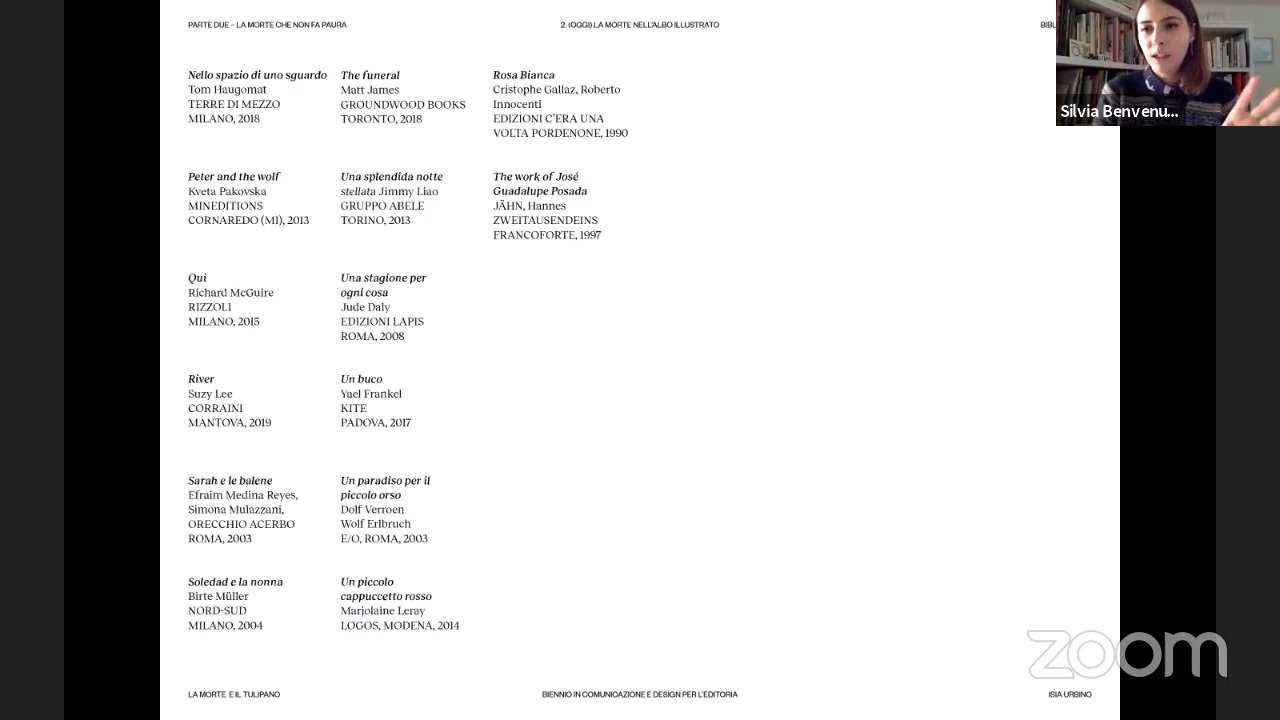 PARTE DUE – LA MORTE CHE NON FA PAURA
2. (OGGI) LA MORTE NELL'ALBO ILLUSTRATO
BIBL
Nello spazio di uno sguardo
Tom Haugomat
TERRE DI MEZZO
MILANO, 2018
Peter and the wolf
Kveta Pakovska
MINEDITIONS
CORNAREDO (MI), 2013
Qui
Richard McGuire
RIZZOLI
MILANO, 2015
River
Suzy Lee
CORRAINI
MANTOVA, 2019
Sarah e le balene
Efraim Medina Reyes,
Simona Mulazzani,
ORECCHIO ACERBO
ROMA, 2003
Soledad e la nonna
Birte Müller
NORD-SUD
MILANO, 2004
The funeral
Matt James
GROUNDWOOD BOOKS
TORONTO, 2018
Una splendida notte
stellata Jimmy Liao
GRUPPO ABELE
TORINO, 2013
Una stagione per
ogni cosa
Jude Daly
EDIZIONI LAPIS
ROMA, 2008
Un buco
Yael Frankel
KITE
PADOVA, 2017
Un paradiso per il
piccolo orso
Dolf Verroen
Wolf Erlbruch
E/O, ROMA, 2003
Un piccolo
cappuccetto rosso
Marjolaine Leray
LOGOS, MODENA, 2014
Rosa Bianca
Cristophe Gallaz, Roberto
Innocenti
EDIZIONI C'ERA UNA
VOLTA PORDENONE, 1990
The work of José
Guadalupe Posada
JÄHN, Hannes
ZWEITAUSENDEINS
FRANCOFORTE, 1997
Silvia Benvenu...
zoom
LA MORTE E IL TULIPANO
BIENNIO IN COMUNICAZIONE E DESIGN PER L'EDITORIA
ISIA URBINO